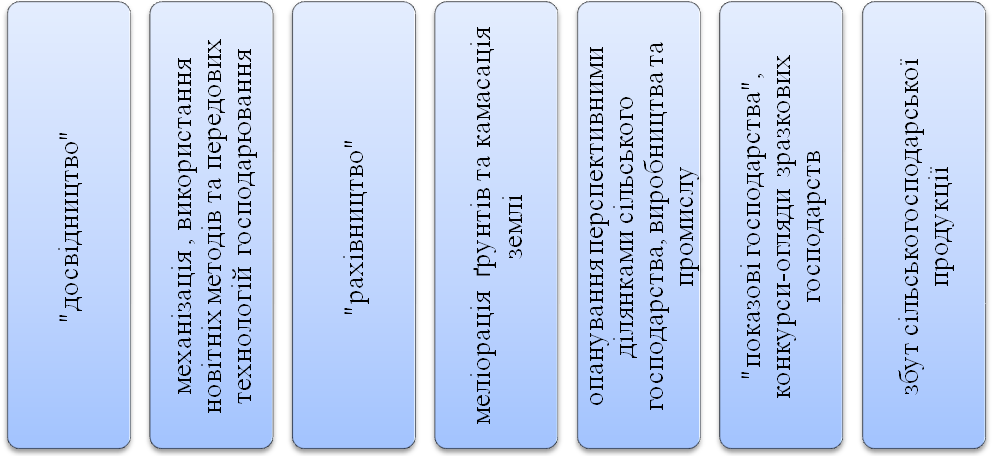 "досвідництво"
механізація , використання
новітніх методів та передових
технологій господарювання
"рахівництво"
меліорація ґрунтів та камасація
землі
опанування перспективними
ділянками сільського
господарства, виробництва та
промислу
"показові господарства",
конкурси-огляди зразкових
господарств
збут сільськогосподарської
продукції